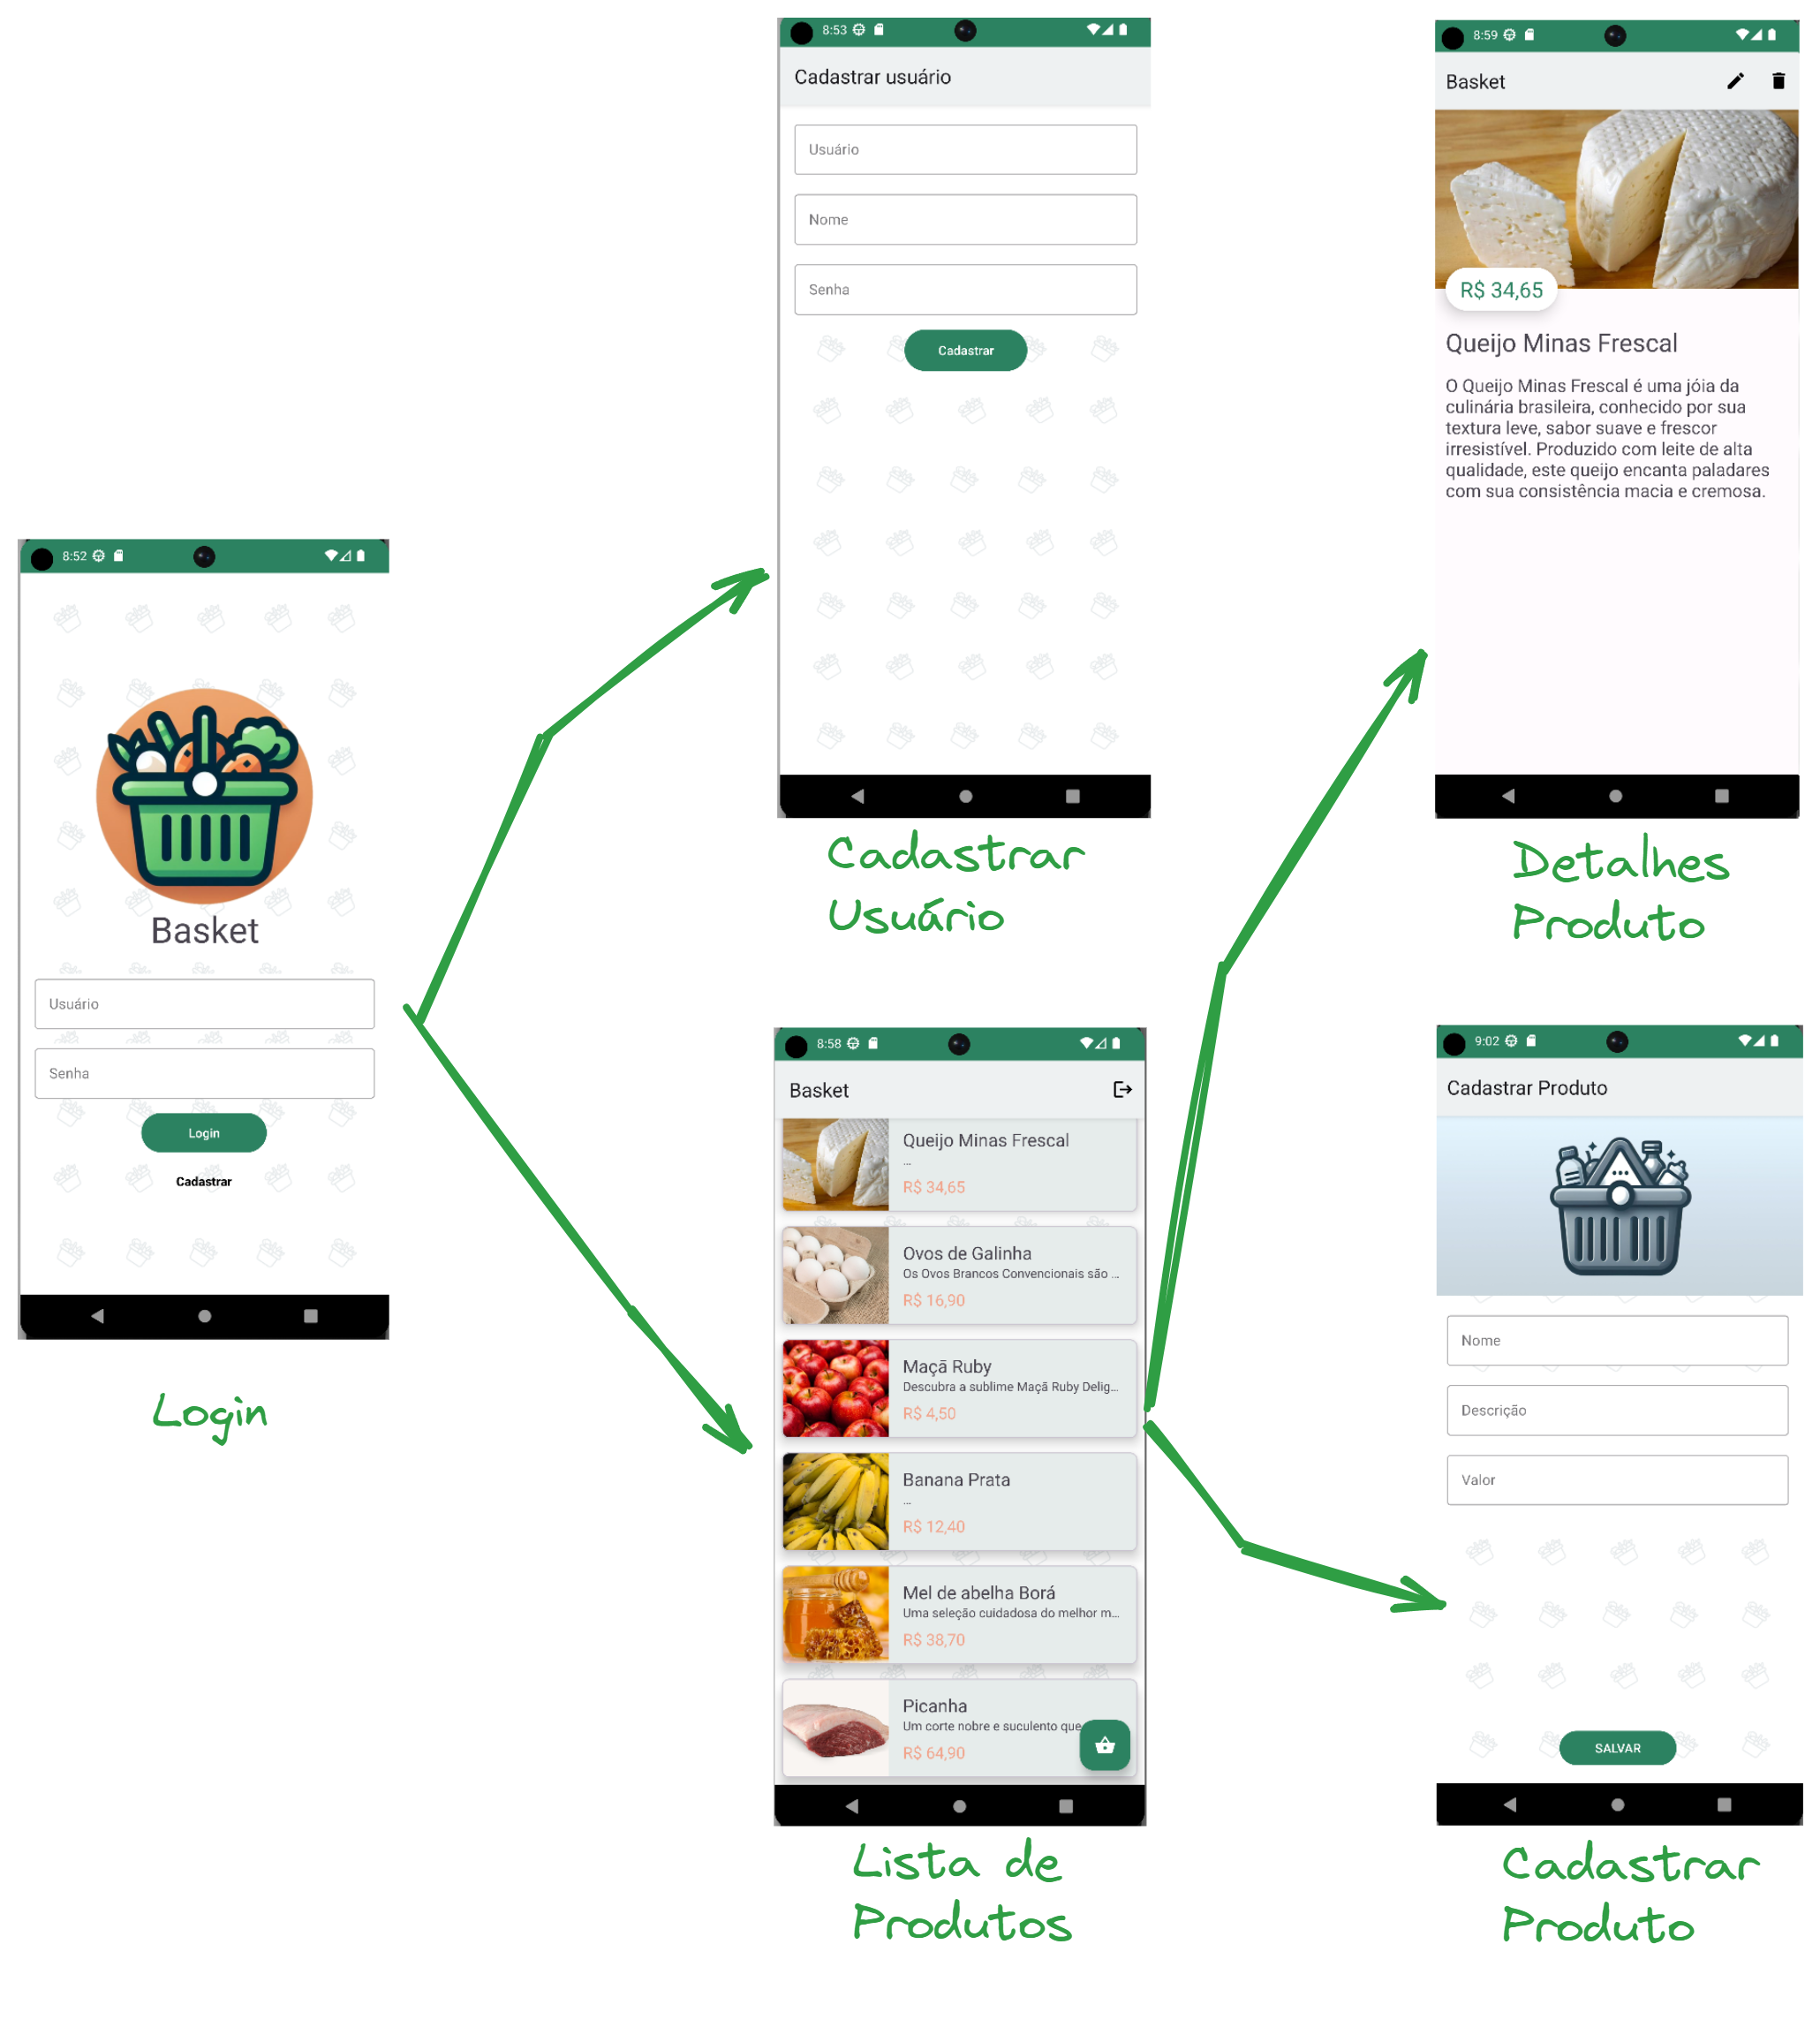 8:52
Basket
Usuário
Senha
Login
Cadastrar
Login
8:53
Cadastrar usuário
Usuário
Nome
Senha
Cadastrar
Cadastrar
Usuário
8:58
Basket
Queijo Minas Frescal
...
R$ 34,65
Ovos de Galinha
Os Ovos Brancos Convencionais são ...
R$ 16,90
Maçã Ruby
Descubra a sublime Maçã Ruby Delig...
R$ 4,50
Banana Prata
...
R$ 12,40
Mel de abelha Borá
Uma seleção cuidadosa do melhor m...
R$ 38,70
Picanha
Um corte nobre e suculento que
R$ 64,90
Lista de
Produtos
8:59
Basket
R$ 34,65
Queijo Minas Frescal
O Queijo Minas Frescal é uma jóia da
culinária brasileira, conhecido por sua
textura leve, sabor suave e frescor
irresistível. Produzido com leite de alta
qualidade, este queijo encanta paladares
com sua consistência macia e cremosa.
Detalhes
Produto
9:02
Cadastrar Produto
Nome
Descrição
Valor
SALVAR
Cadastrar
Produto